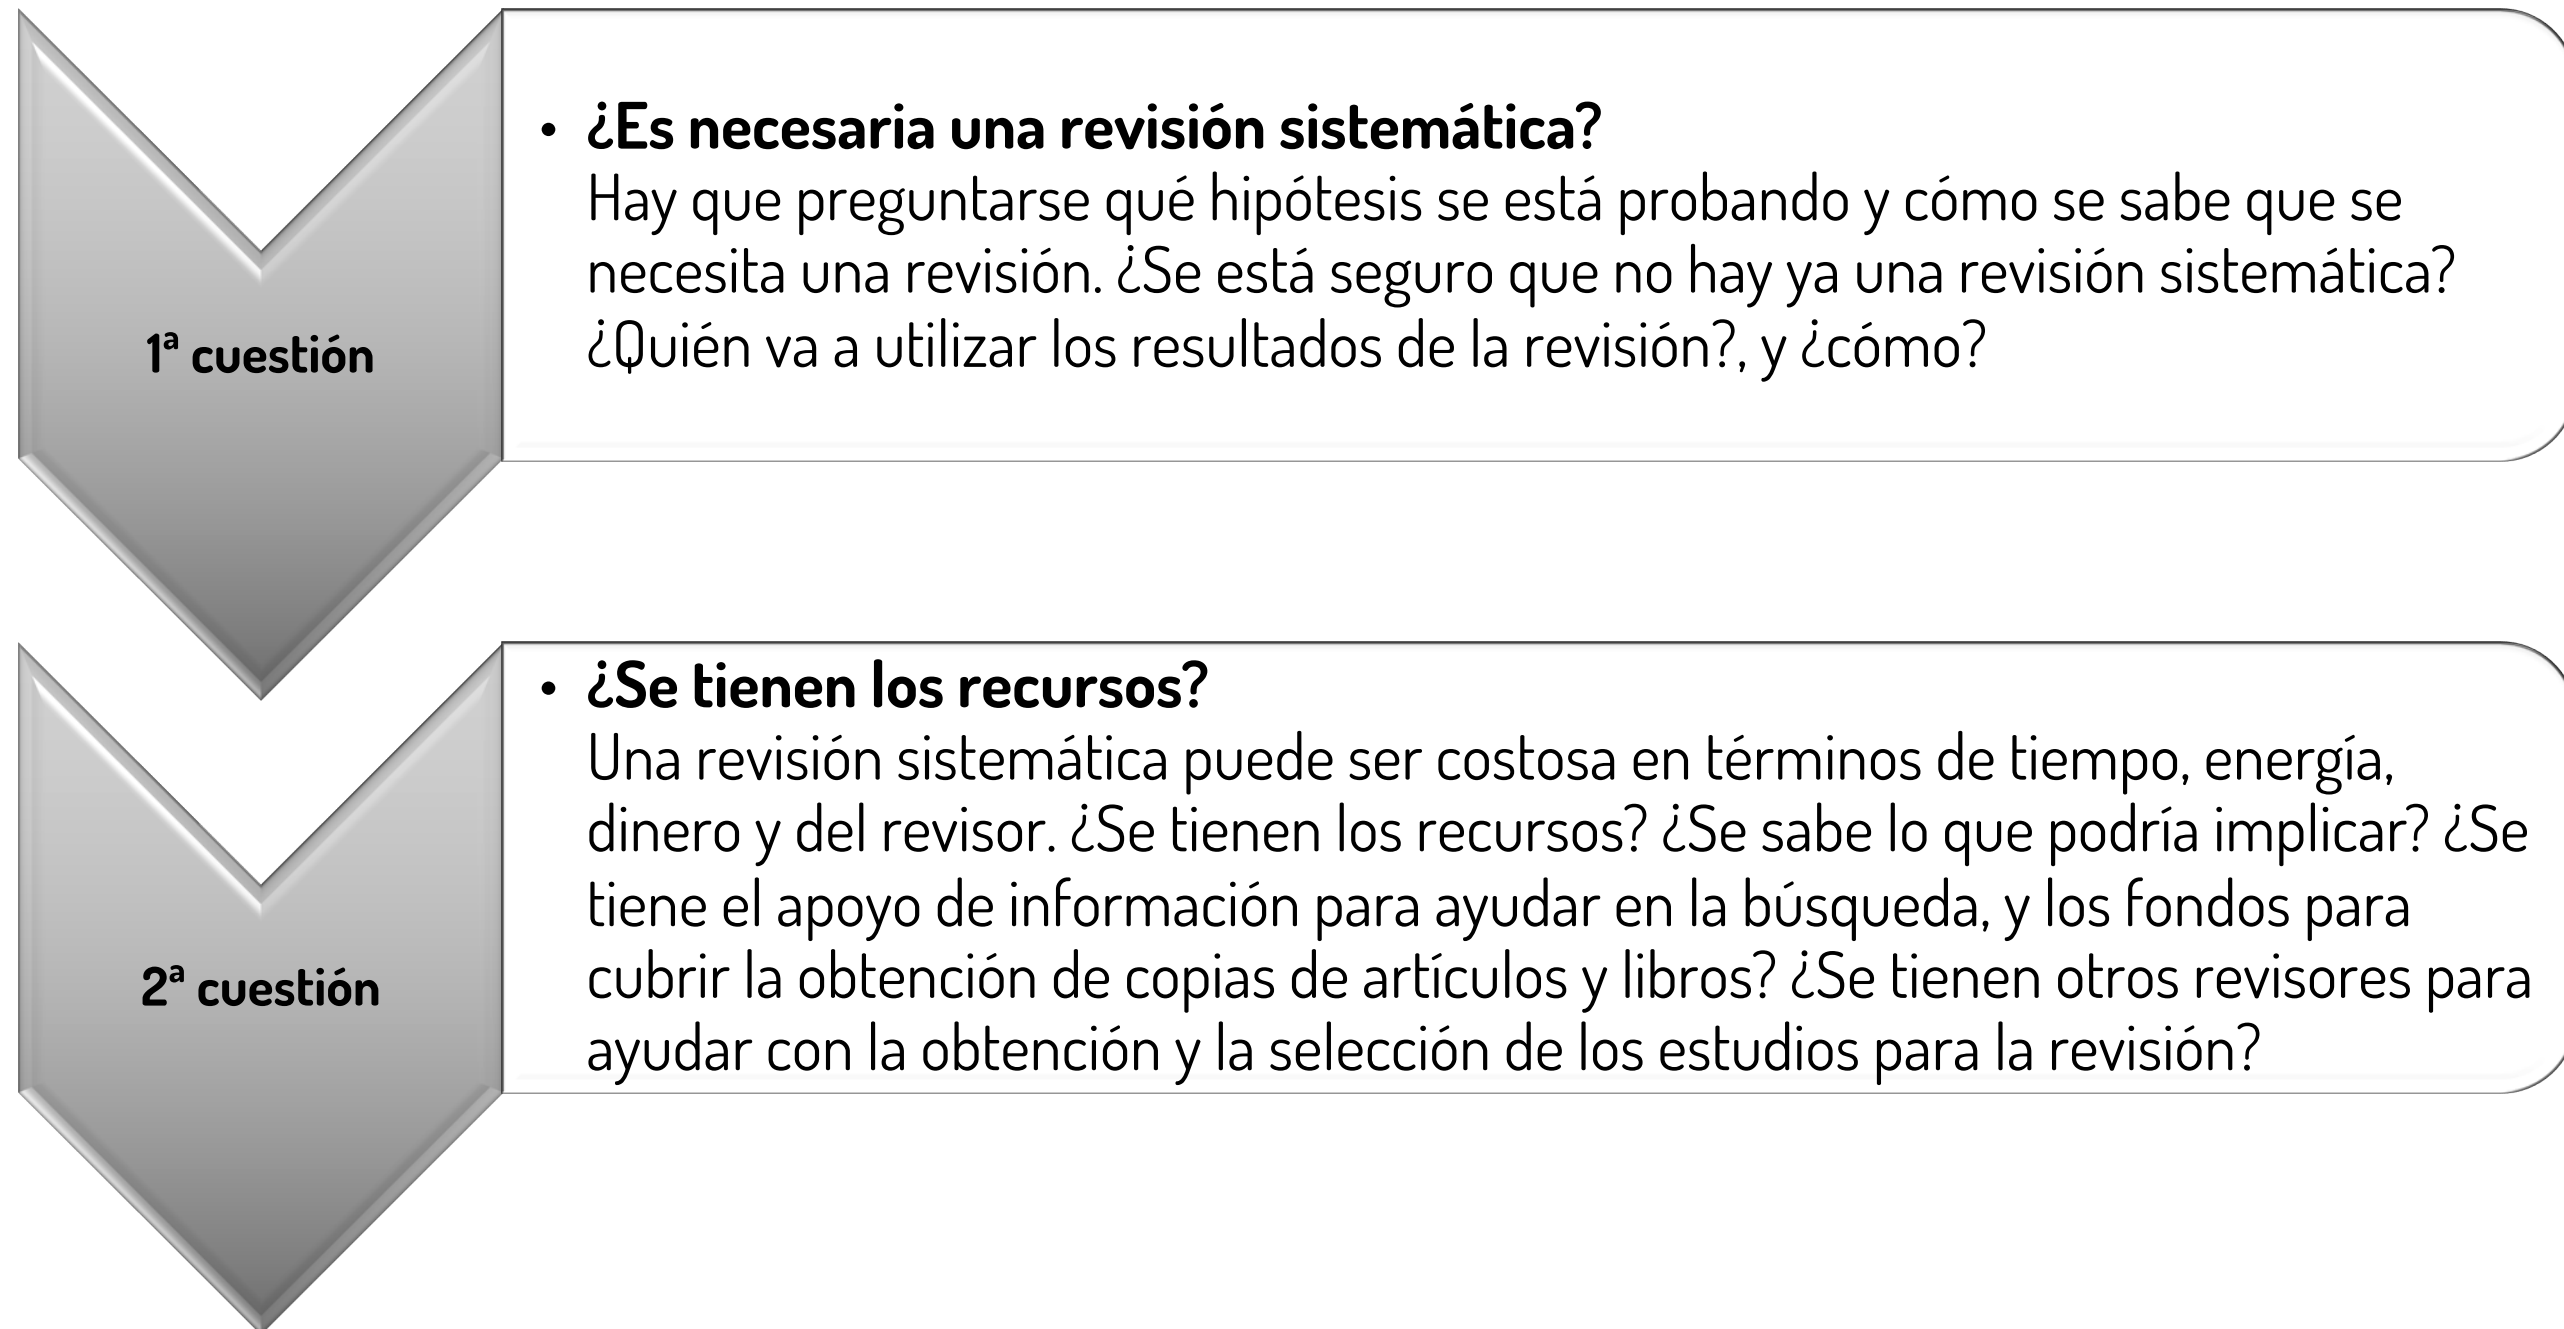 1ª cuestión
• ¿Es necesaria una revisión sistemática?
Hay que preguntarse qué hipótesis se está probando y cómo se sabe que se
necesita una revisión. ¿Se está seguro que no hay ya una revisión sistemática?
¿Quién va a utilizar los resultados de la revisión?, y ¿cómo?
2ª cuestión
• ¿Se tienen los recursos?
Una revisión sistemática puede ser costosa en términos de tiempo, energía,
dinero y del revisor. ¿Se tienen los recursos? ¿Se sabe lo que podría implicar? ¿Se
tiene el apoyo de información para ayudar en la búsqueda, y los fondos para
cubrir la obtención de copias de artículos y libros? ¿Se tienen otros revisores para
ayudar con la obtención y la selección de los estudios para la revisión?